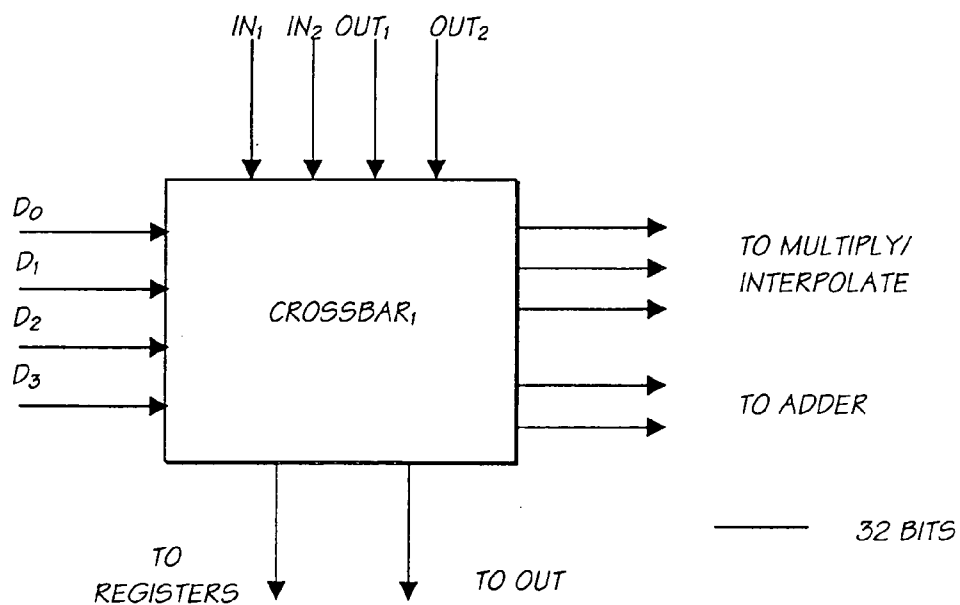 IN₁ IN₂ OUT₁ OUT₂
D₀
D₁
D₂
D₃
CROSSBAR₁
TO MULTIPLY/
INTERPOLATE
TO ADDER
32 BITS
TO
REGISTERS
TO OUT